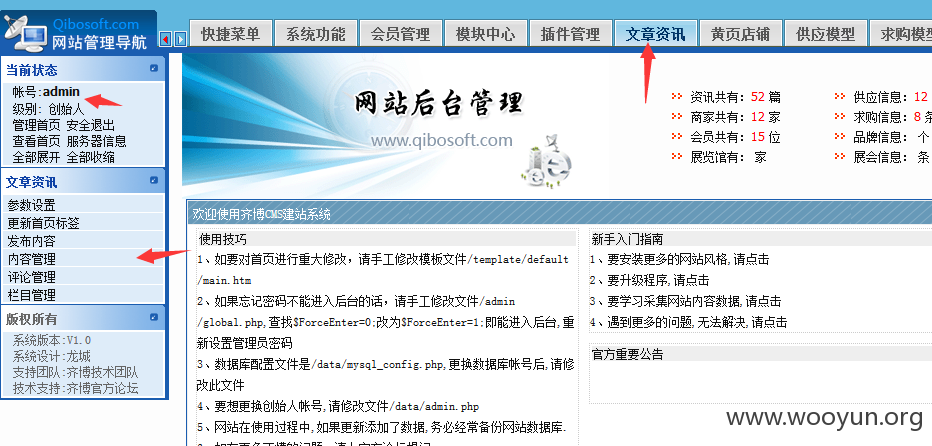 Qibosoft.com
网站管理导航
快捷菜单
系统功能
会员管理
模块中心
插件管理
文章资讯
黄页店铺
供应模型
求购模
当前状态
帐号:admin
级别: 创始人
管理首页 安全退出
查看首页 服务器信息
全部展开 全部收缩
文章资讯
参数设置
更新首页标签
发布内容
内容管理
评论管理
栏目管理
版权所有
系统版本:V1.0
系统设计:龙城
支持团队:齐博技术团队
技术支持:齐博官方论坛
网站后台管理
www.qibosoft.com
资讯共有: 52 篇
商家共有: 12 家
会员共有: 15 位
展览馆有: 家
供应信息: 12
求购信息: 8 条
品牌信息: 个
展会信息: 条
欢迎使用齐博CMS建站系统
使用技巧
1、如要对首页进行重大修改，请手工修改模板文件/template/default
/main.htm
2、如果忘记密码不能进入后台的话，请手工修改文件/admin
/global.php,查找$ForceEnter=0;改为$ForceEnter=1;即能进入后台,重
新设置管理员密码
3、数据库配置文件是/data/mysql_config.php,更换数据库帐号后,请修
改此文件
4、要想更换创始人帐号,请修改文件/data/admin.php
5、网站在使用过程中,如果更新添加了数据,务必经常备份网站数据库.
新手入门指南
1、要安装更多的网站风格,请点击
2、要升级程序,请点击
3、要学习采集网站内容数据,请点击
4、遇到更多的问题,无法解决,请点击
官方重要公告
www.wooyun.org